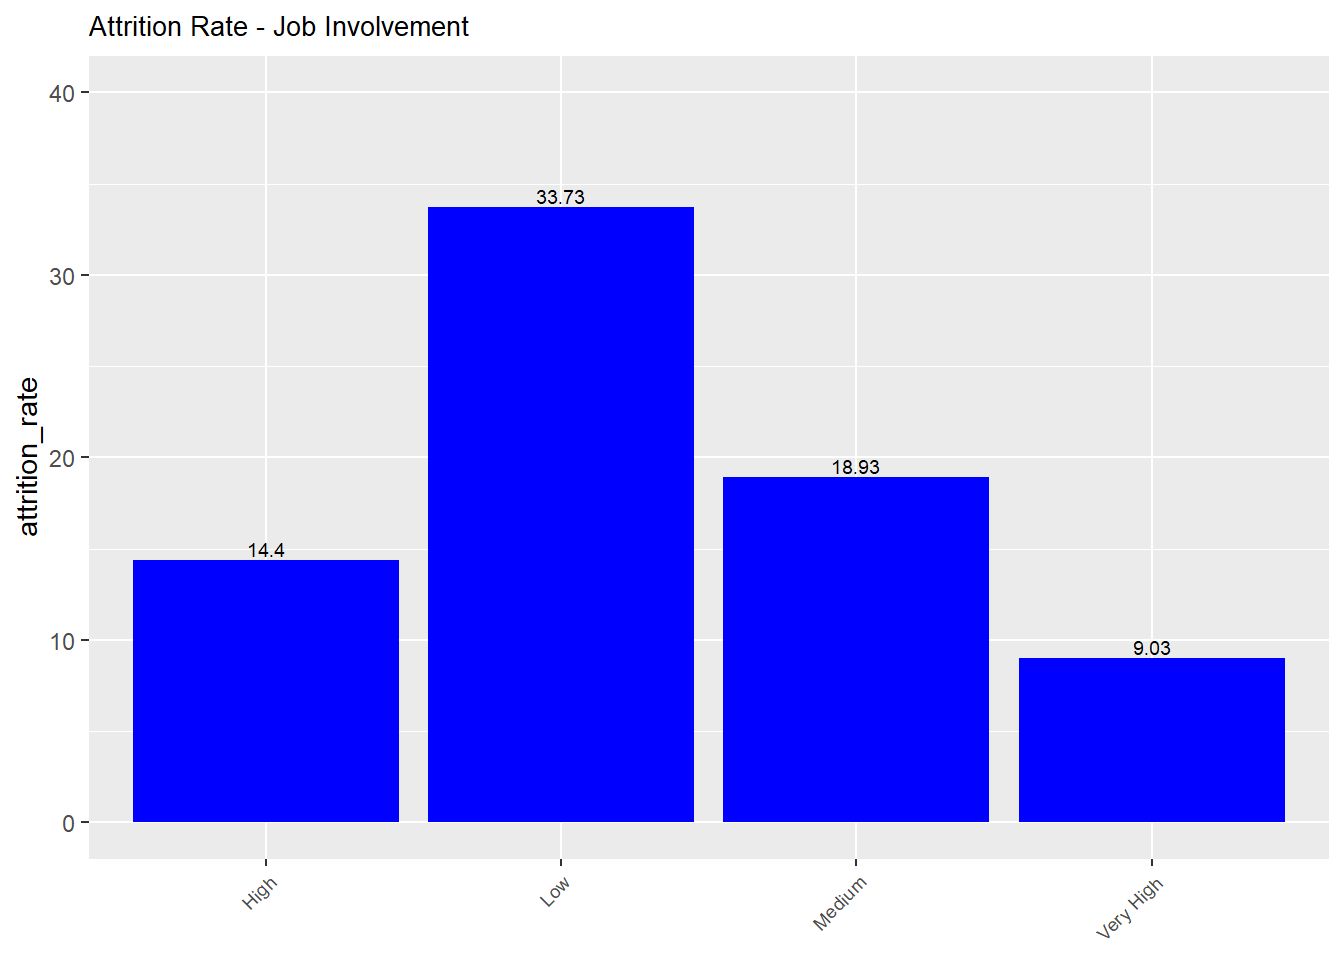 Attrition Rate - Job Involvement
attrition_rate
40
30
20
10
0
14.4
33.73
18.93
9.03
High
Low
Medium
Very High